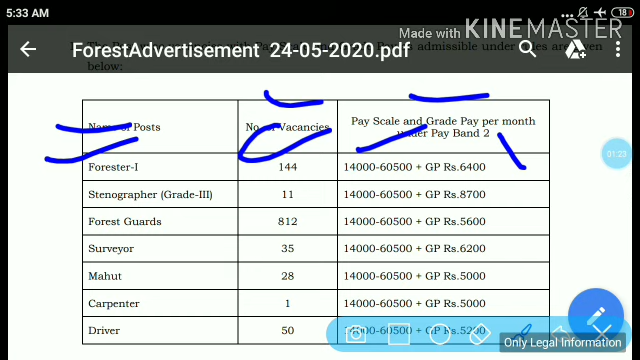 5:33 AM
18
Made with KINEMASTER
ForestAdvertisement 24-05-2020.pdf
admissible under
below:
Name of Posts
No. of Vacancies
Pay Scale and Grade Pay per month
under Pay Band 2
Forester-I 144 14000-60500 + GP Rs.6400
Stenographer (Grade-III) 11 14000-60500 + GP Rs.8700
Forest Guards 812 14000-60500 + GP Rs.5600
Surveyor 35 14000-60500 + GP Rs.6200
Mahut 28 14000-60500 + GP Rs.5000
Carpenter 1 14000-60500 + GP Rs.5000
Driver 50 14000-60500 + GP Rs.5200
01:23
Only Legal Information